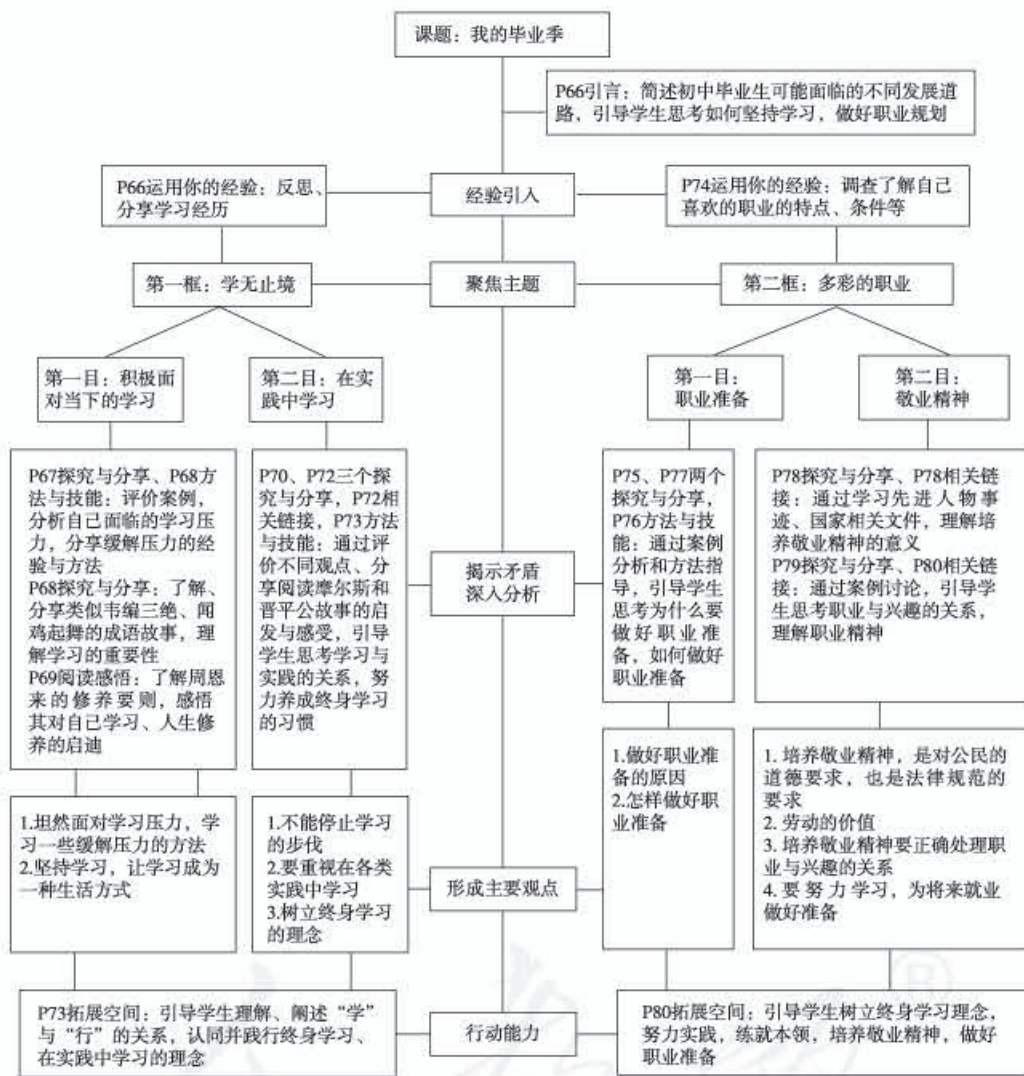 课题：我的毕业季
P66引言：简述初中毕业生可能面临的不同发展道
路，引导学生思考如何坚持学习，做好职业规划
P66运用你的经验：反思、
分享学习经历
经验引入
P74运用你的经验：调查了解自己
喜欢的职业的特点、条件等
第一框：学无止境
聚焦主题
第二框：多彩的职业
第一目：积极面
对当下的学习
第二目：在实
践中学习
第一目：
职业准备
第二目：
敬业精神
P67探究与分享、P68方
法与技能：评价案例，
分析自己面临的学习压
力，分享缓解压力的经
验与方法
P68探究与分享：了解、
分享类似韦编三绝、闻
鸡起舞的成语故事，理
解学习的重要性
P69阅读感悟：了解周恩
来的修养要则，感悟
其对自己学习、人生修
养的启迪
P70、P72三个探
究与分享，P72相
关链接，P73方法
与技能：通过评
价不同观点、分
享阅读摩尔斯和
晋平公故事的启
发与感受，引导
学生思考学习与
实践的关系，努
力养成终身学习
的习惯
揭示矛盾
深入分析
P75、P77两个
探究与分享，
P76方法与技
能：通过案例
分析和方法指
导，引导学生
思考为什么要
做好职业准
备，如何做好
职业准备
P78探究与分享、P78相关链
接：通过学习先进人物事
迹、国家相关文件，理解培
养敬业精神的意义
P79探究与分享、P80相关链
接：通过案例讨论，引导学
生思考职业与兴趣的关系，
理解职业精神
1.坦然面对学习压力，学
习一些缓解压力的方法
2.坚持学习，让学习成为
一种生活方式
1.不能停止学习
的步伐
2.要重视在各类
实践中学习
3.树立终身学习
的理念
形成主要观点
1.做好职业准
备的原因
2.怎样做好职
业准备
1. 培养敬业精神，是对公民的
道德要求，也是法律规范的
要求
2. 劳动的价值
3. 培养敬业精神要正确处理职
业与兴趣的关系
4. 要努力学习，为将来就业
做好准备
P73拓展空间：引导学生理解、阐述“学”
与“行”的关系，认同并践行终身学习、
在实践中学习的理念
行动能力
P80拓展空间：引导学生树立终身学习理念，
努力实践，练就本领，培养敬业精神，做好
职业准备